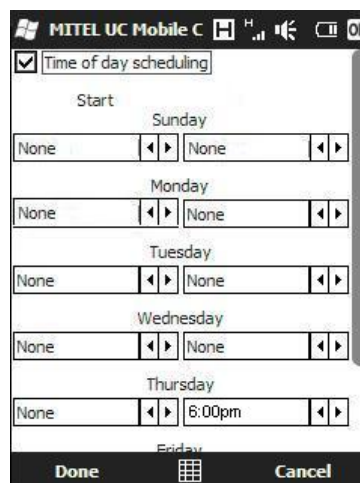 MITEL UC Mobile C H H
Time of day scheduling
Start
Sunday
None None
Monday
None None
Tuesday
None None
Wednesday
None None
Thursday
None 6:00pm
Friday
Done Cancel